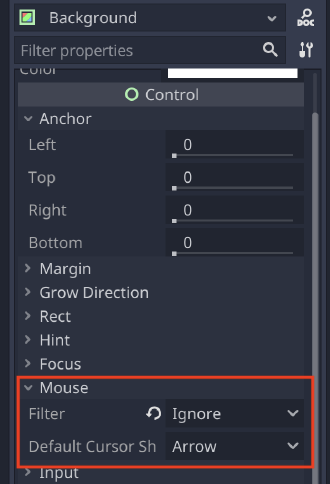 Background
DOC
Filter properties
Color
Control
Anchor
Left 0
Top 0
Right 0
Bottom 0
Margin
Grow Direction
Rect
Hint
Focus
Mouse
Filter Ignore
Default Cursor Sh Arrow
Input